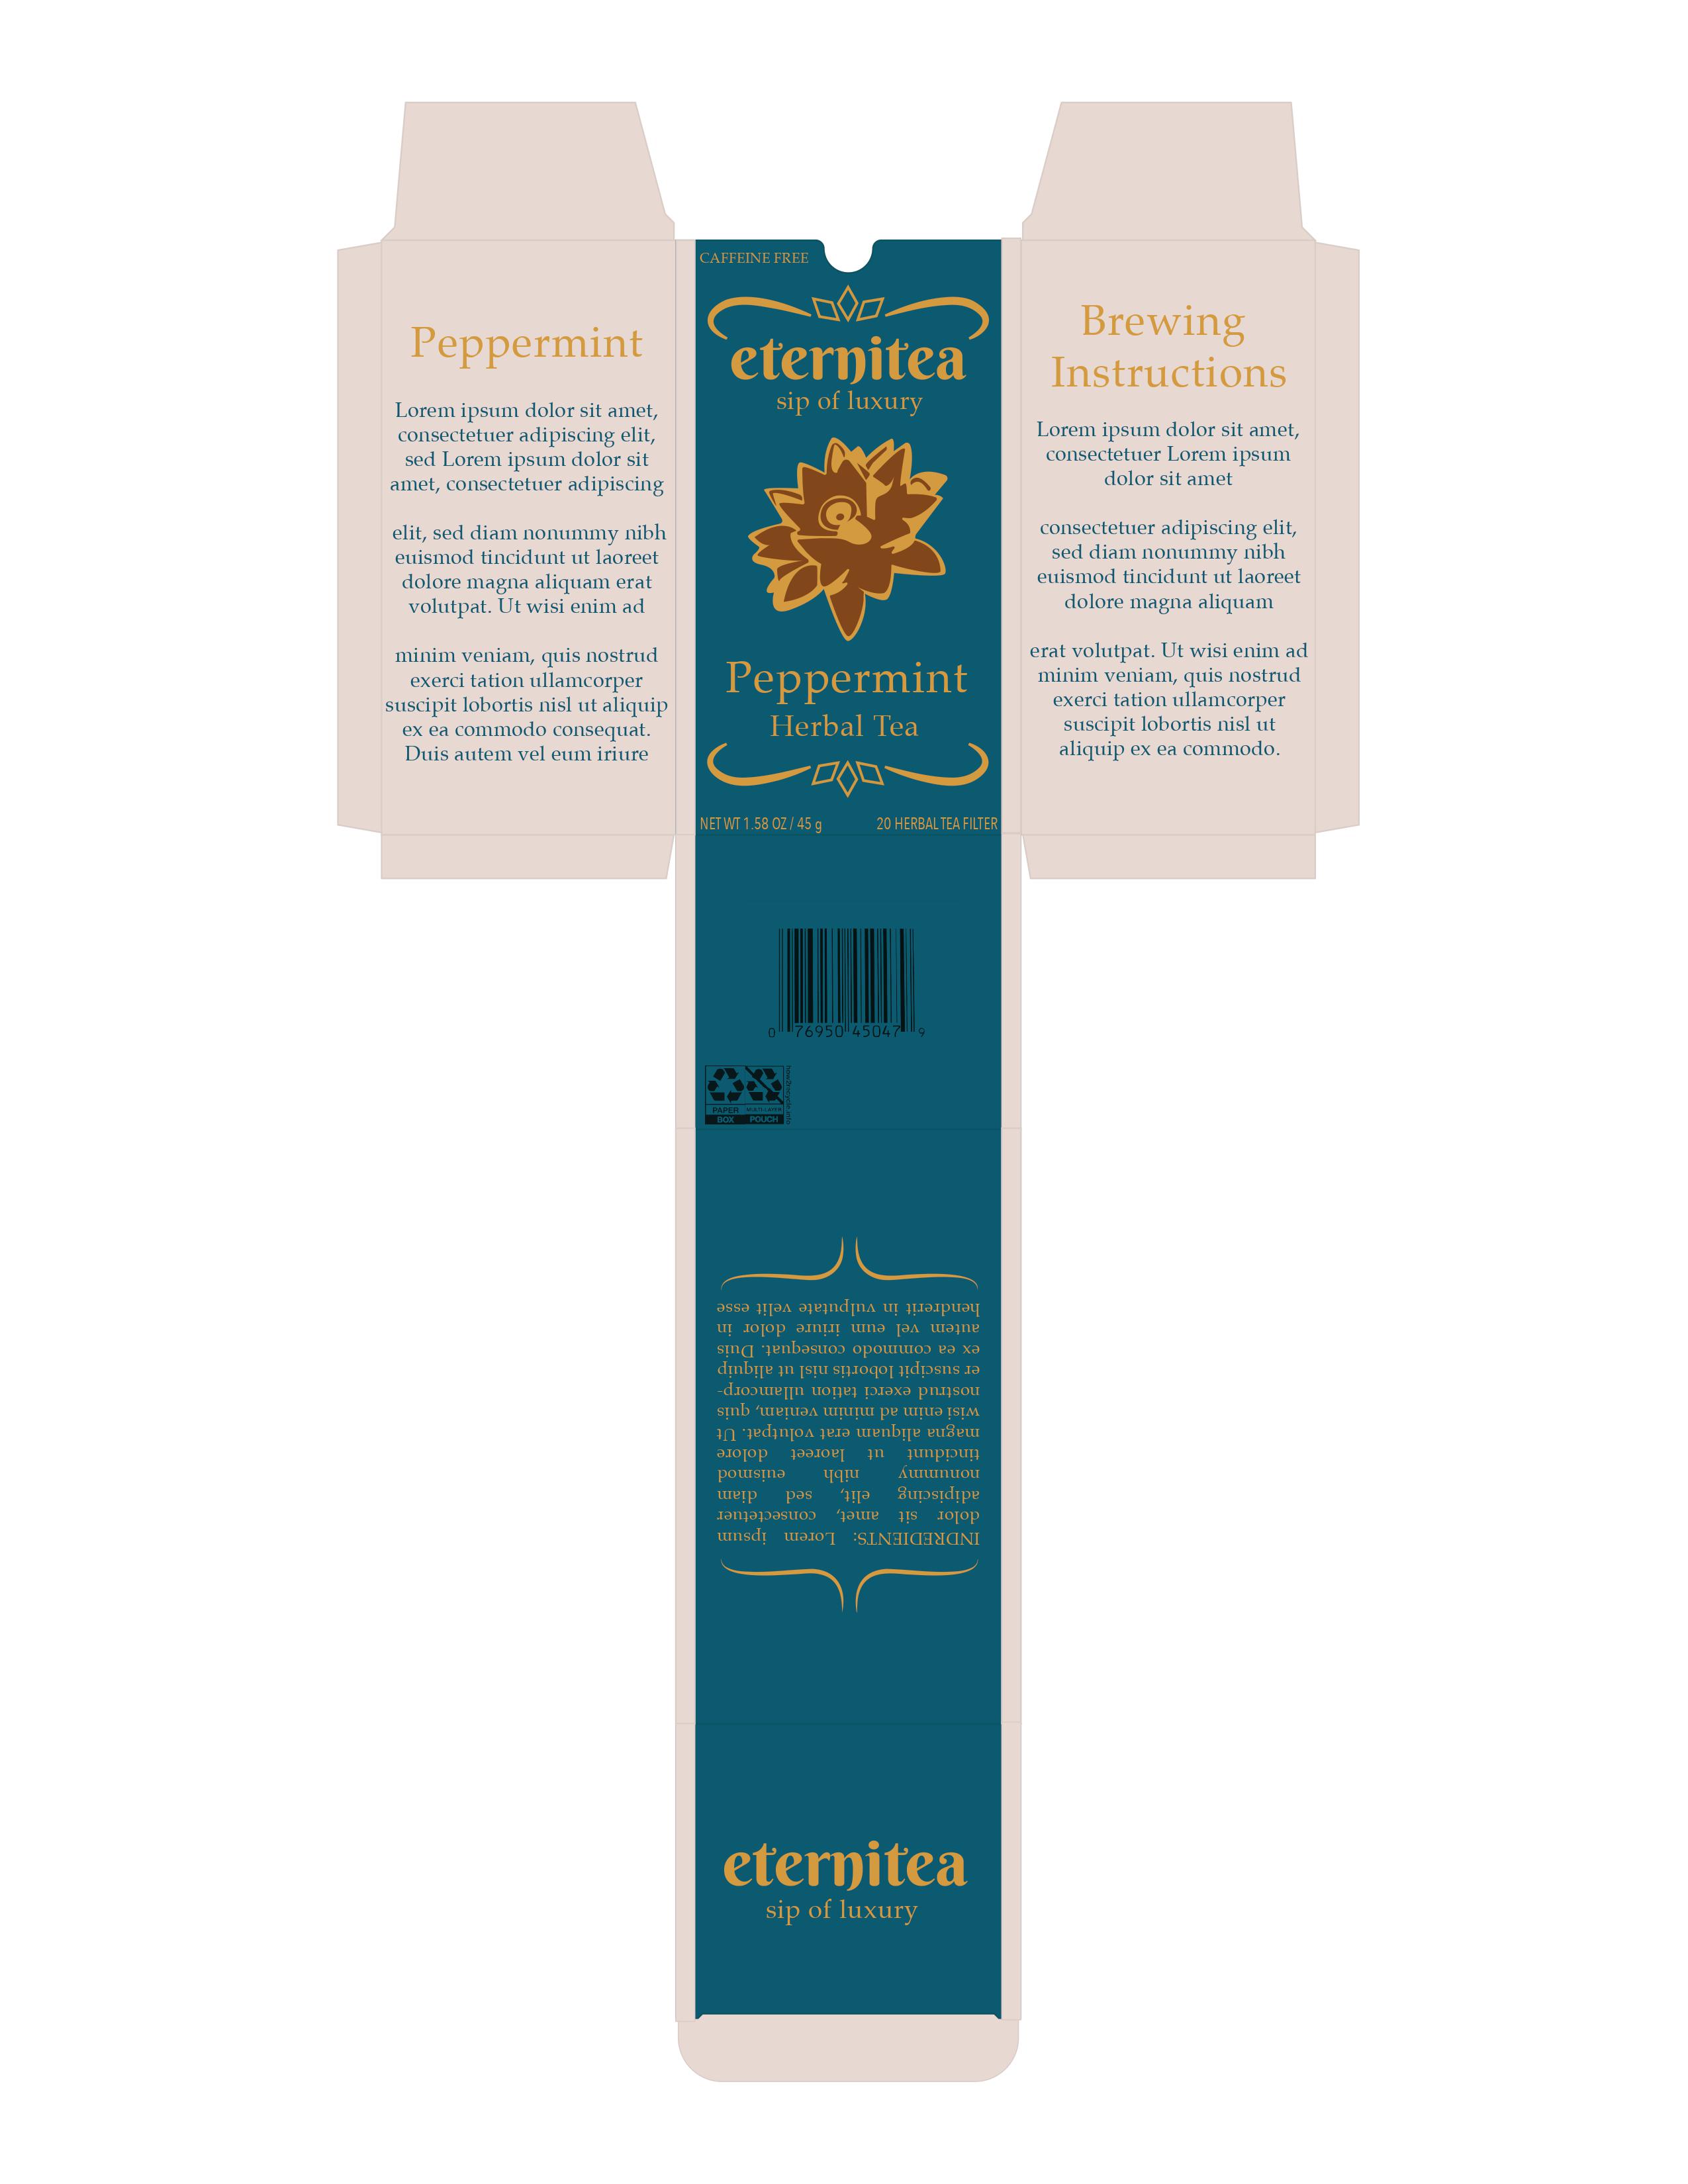 Peppermint
Lorem ipsum dolor sit amet,
consectetuer adipiscing elit,
sed Lorem ipsum dolor sit
amet, consectetuer adipiscing
elit, sed diam nonummy nibh
euismod tincidunt ut laoreet
dolore magna aliquam erat
volutpat. Ut wisi enim ad
minim veniam, quis nostrud
exerci tation ullamcorper
suscipit lobortis nisl ut aliquip
ex ea commodo consequat.
Duis autem vel eum iriure
CAFFEINE FREE
eternitea
sip of luxury
Peppermint
Herbal Tea
NET WT 1.58 OZ / 45 g
20 HERBAL TEA FILTER
Brewing
Instructions
Lorem ipsum dolor sit amet,
consectetuer Lorem ipsum
dolor sit amet
consectetuer adipiscing elit,
sed diam nonummy nibh
euismod tincidunt ut laoreet
dolore magna aliquam
erat volutpat. Ut wisi enim ad
minim veniam, quis nostrud
exerci tation ullamcorper
suscipit lobortis nisl ut
aliquip ex ea commodo.
0 76950 45047 9
PAPER MULTI-LAYER
BOX POUCH
how2recycle.info
INDREDIENTS: Lorem ipsum
dolor sit amet, consectetuer
adipiscing elit, sed diam
nonummy nibh euismod
tincidunt ut laoreet dolore
magna aliquam erat volutpat. Ut
wisi enim ad minim veniam, quis
nostrud exerci tation ullamcorp-
er suscipit lobortis nisl ut aliquip
ex ea commodo consequat. Duis
autem vel eum iriure dolor in
hendrerit in vulputate velit esse
eternitea
sip of luxury